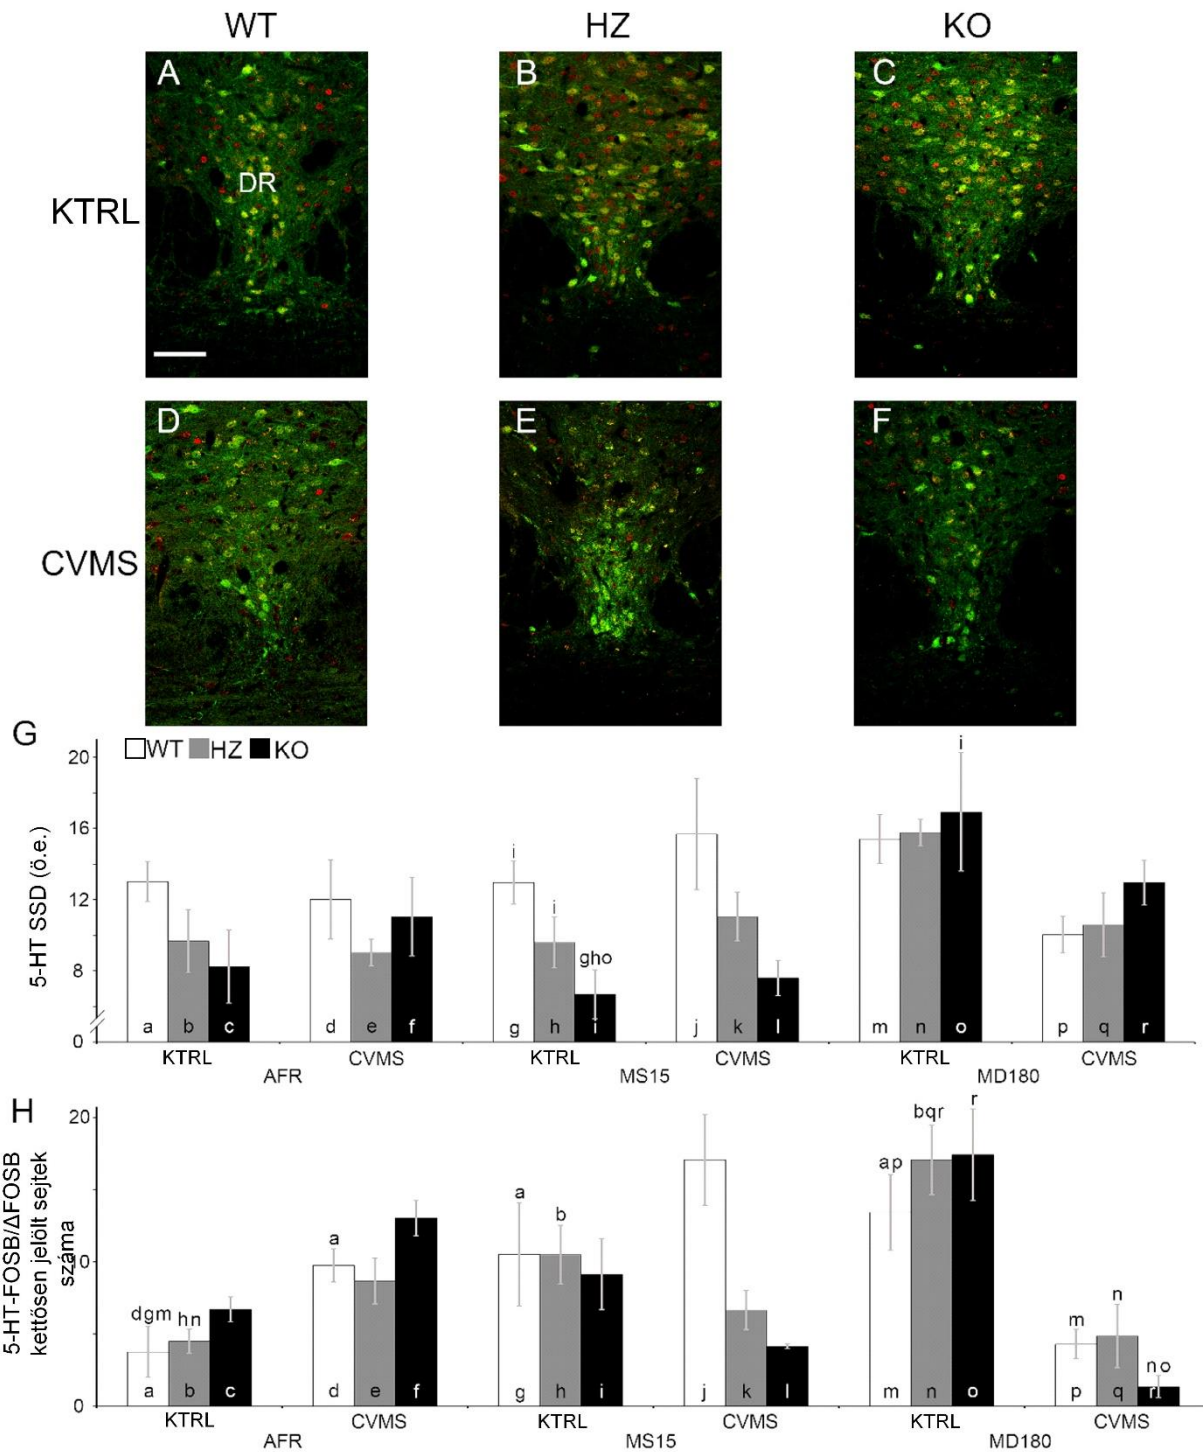 WT HZ KO
A B C
DR
KTRL
D E F
CVMS
G
WT HZ KO
5-HT SSD (ö.e.)
20
16
12
8
0
i
i
i
gho
a b c d e f g h i j k l m n o p q r
KTRL CVMS KTRL CVMS KTRL CVMS
AFR MS15 MD180
H
5-HT-FOSB/ΔFOSB
kettősen jelölt sejtek
száma
20
10
0
dgm hn a a b ap bqr r m n no
a b c d e f g h i j k l m n o p q r
KTRL CVMS KTRL CVMS KTRL CVMS
AFR MS15 MD180